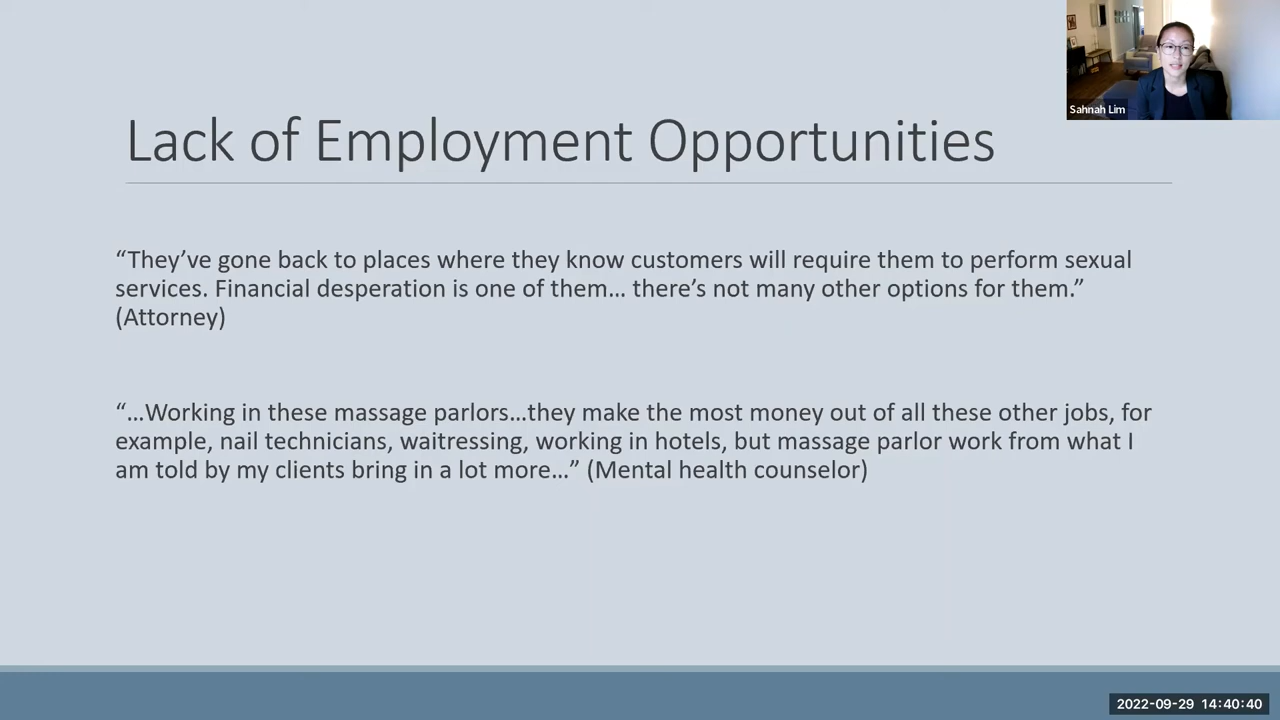 Sahnah Lim
Lack of Employment Opportunities
“They’ve gone back to places where they know customers will require them to perform sexual
services. Financial desperation is one of them… there’s not many other options for them.”
(Attorney)
“…Working in these massage parlors…they make the most money out of all these other jobs, for
example, nail technicians, waitressing, working in hotels, but massage parlor work from what I
am told by my clients bring in a lot more…” (Mental health counselor)
2022-09-29 14:40:40